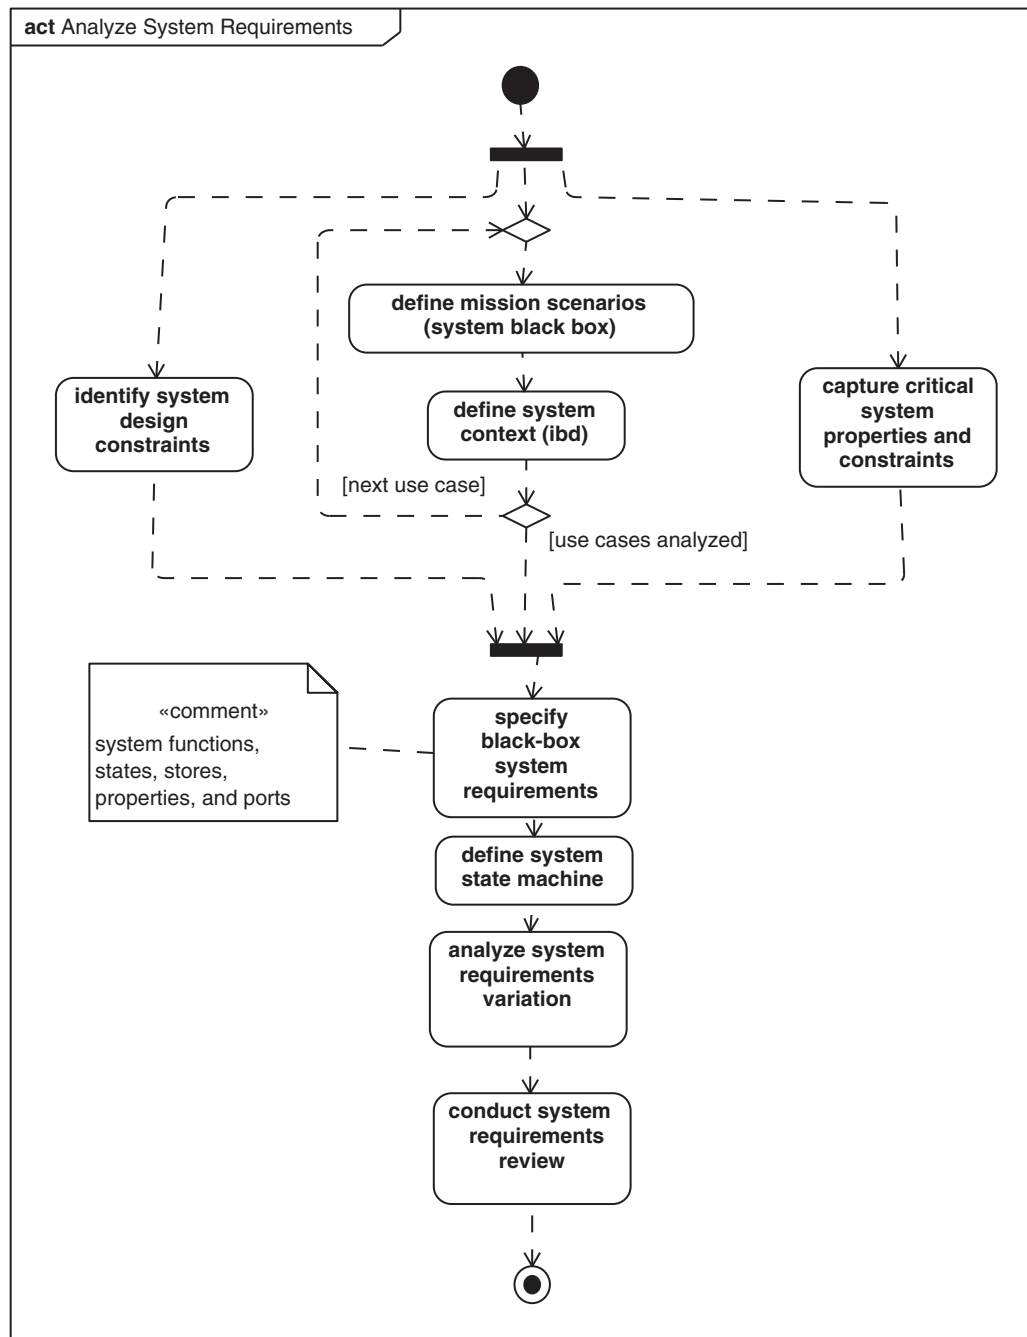 act Analyze System Requirements
define mission scenarios
(system black box)
identify system
design
constraints
define system
context (ibd)
capture critical
system
properties and
constraints
[next use case]
[use cases analyzed]
«comment»
system functions,
states, stores,
properties, and ports
specify
black-box
system
requirements
define system
state machine
analyze system
requirements
variation
conduct system
requirements
review